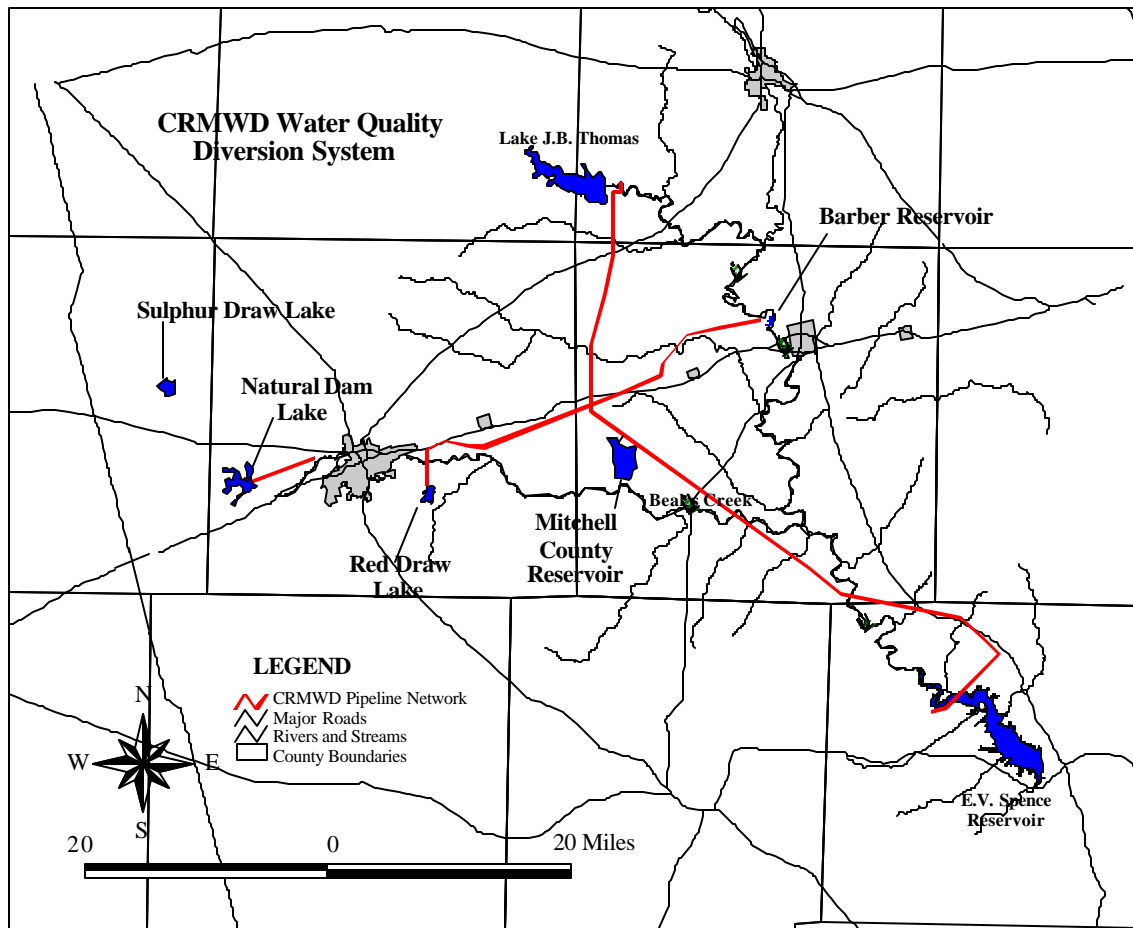 CRMWD Water Quality
Diversion System
Lake J.B. Thomas
Barber Reservoir
Sulphur Draw Lake
Natural Dam
Lake
Beals Creek
Mitchell
County
Reservoir
Red Draw
Lake
LEGEND
CRMWD Pipeline Network
Major Roads
Rivers and Streams
County Boundaries
N
W
E
S
E.V. Spence
Reservoir
20
0
20 Miles